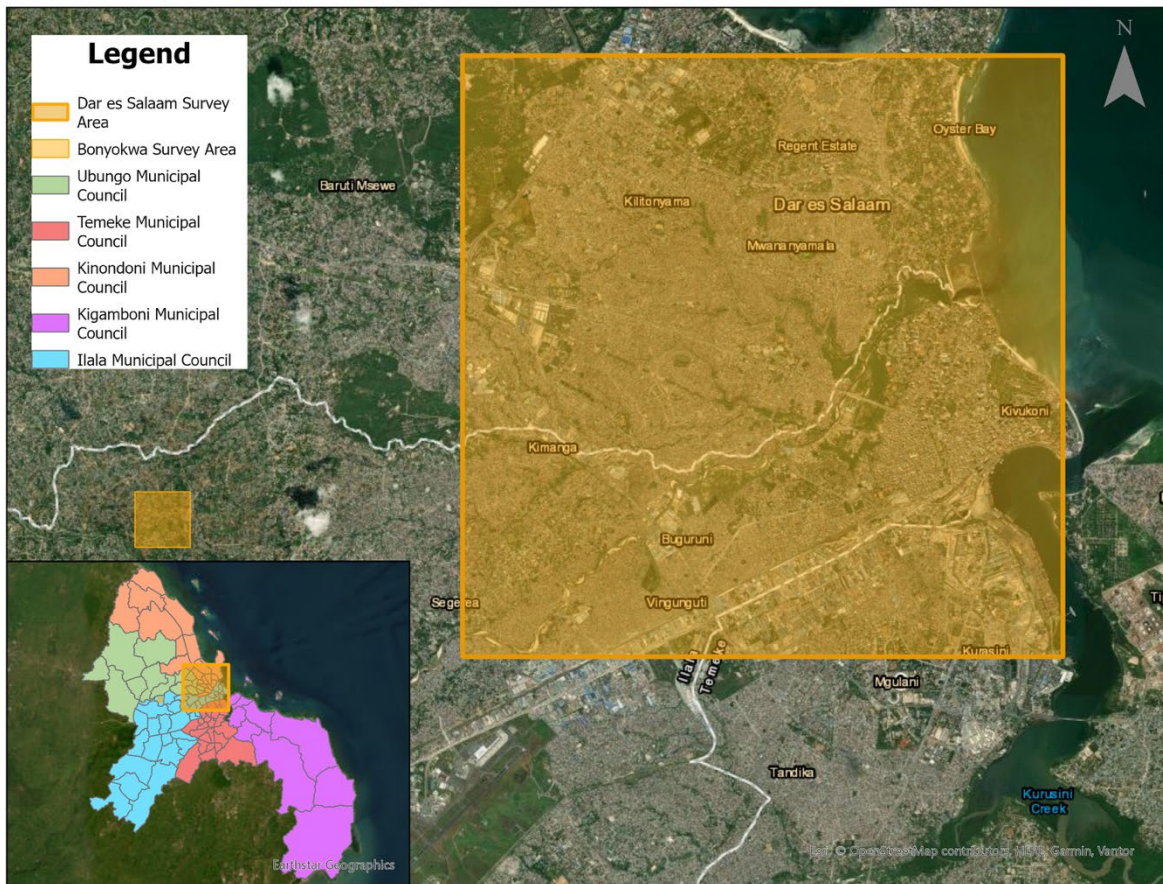 Legend
Dar es Salaam Survey
Area
Bonyokwa Survey Area
Ubungo Municipal
Council
Temeke Municipal
Council
Kinondoni Municipal
Council
Kigamboni Municipal
Council
Ilala Municipal Council
N
Oyster Bay
Regent Estate
Baruti Msewe
Kilitonyama
Dar es Salaam
Mwananyamala
Kivukoni
Kimanga
Buguruni
Segerea
Vingunguti
Kurasini
Ilala
Temeke
Mgulani
Tandika
Kurusini
Creek
Esri, © OpenStreetMap contributors, HERE, Garmin, Vantor
Earthstar Geographics